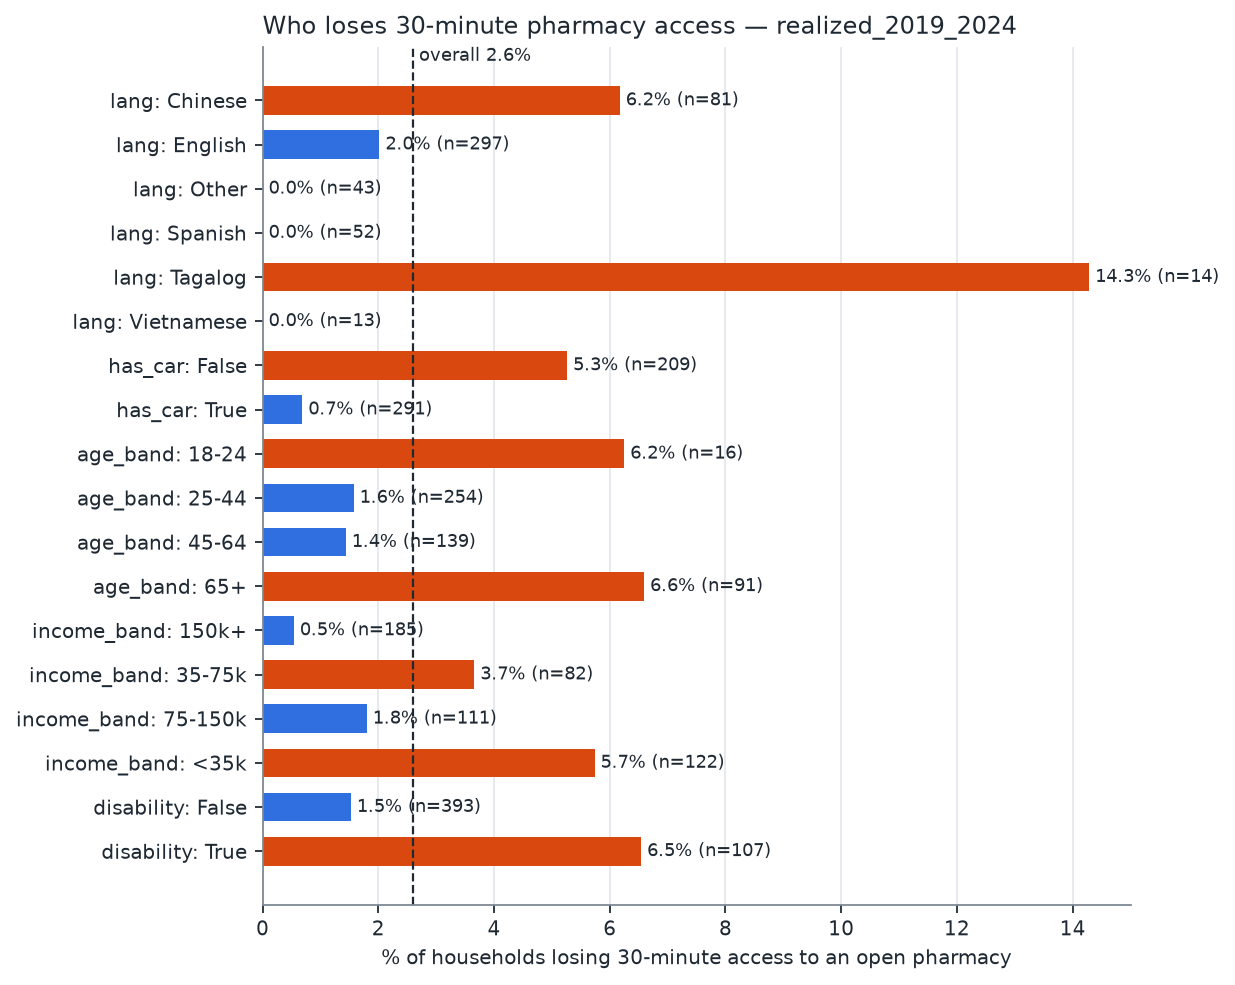 Who loses 30-minute pharmacy access — realized_2019_2024
overall 2.6%
lang: Chinese 6.2% (n=81)
lang: English 2.0% (n=297)
lang: Other 0.0% (n=43)
lang: Spanish 0.0% (n=52)
lang: Tagalog 14.3% (n=14)
lang: Vietnamese 0.0% (n=13)
has_car: False 5.3% (n=209)
has_car: True 0.7% (n=291)
age_band: 18-24 6.2% (n=16)
age_band: 25-44 1.6% (n=254)
age_band: 45-64 1.4% (n=139)
age_band: 65+ 6.6% (n=91)
income_band: 150k+ 0.5% (n=185)
income_band: 35-75k 3.7% (n=82)
income_band: 75-150k 1.8% (n=111)
income_band: <35k 5.7% (n=122)
disability: False 1.5% (n=393)
disability: True 6.5% (n=107)
0 2 4 6 8 10 12 14
% of households losing 30-minute access to an open pharmacy